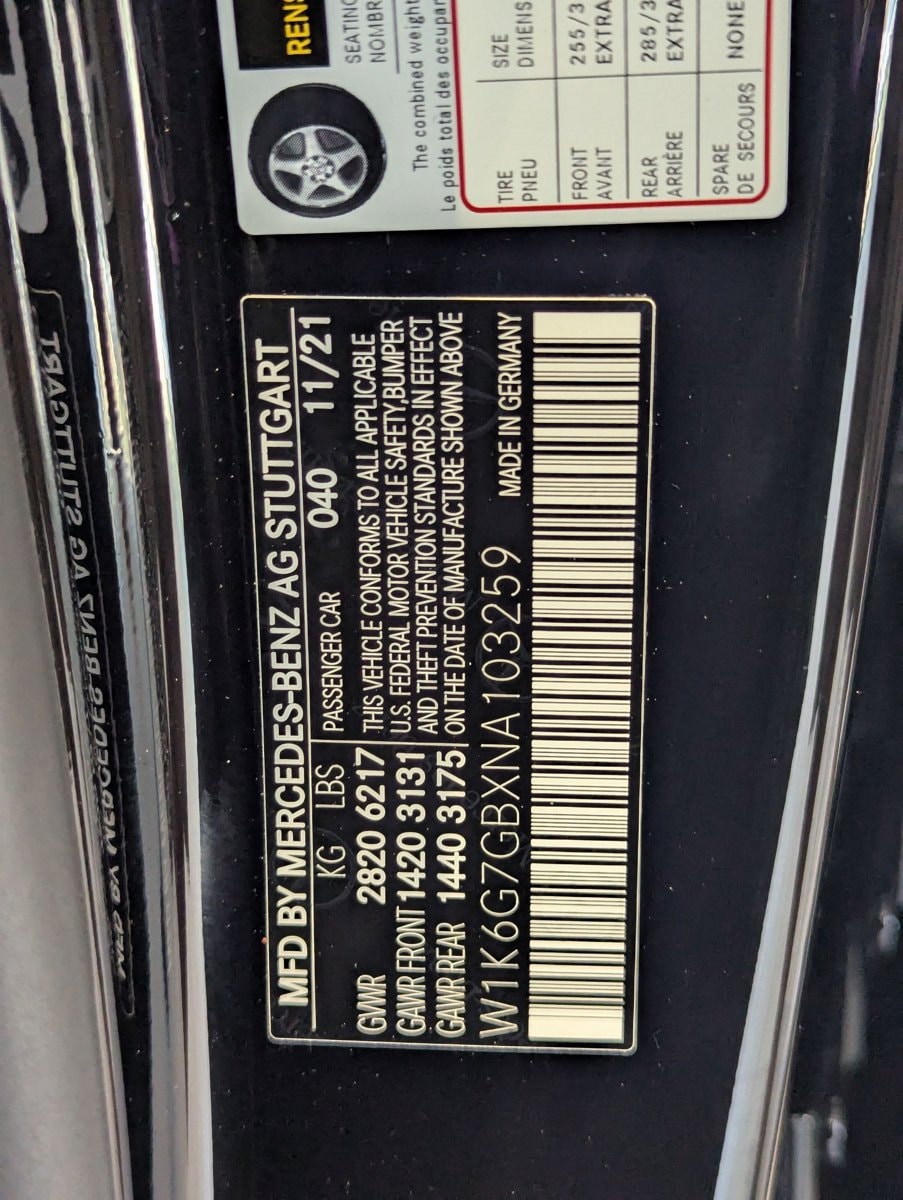 MFD BY MERCEDES-BENZ AG STUTTGART
KG LBS PASSENGER CAR 040 11/21
GWWR 2820 6217 THIS VEHICLE CONFORMS TO ALL APPLICABLE
GAWR FRONT 1420 3131 U.S. FEDERAL MOTOR VEHICLE SAFETY,BUMPER
GAWR REAR 1440 3175 AND THEFT PREVENTION STANDARDS IN EFFECT
ON THE DATE OF MANUFACTURE SHOWN ABOVE
W1K6G7GBXNA103259 MADE IN GERMANY
RENS
SEATING
NOMBR
The combined weight
Le poids total des occupan
TIRE SIZE
PNEU DIMENS
FRONT 255/3
AVANT EXTRA
REAR 285/3
ARRIÈRE EXTRA
SPARE NONE
DE SECOURS